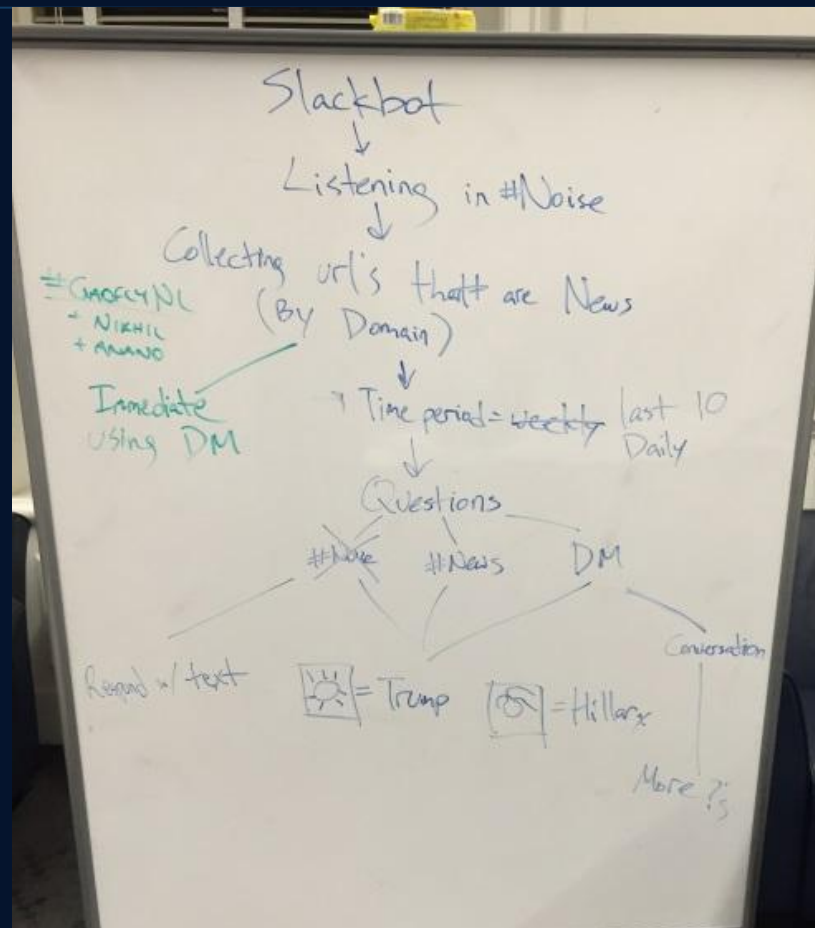 Slackbot
Listening in #Noise
Collecting url's that are News
(By Domain)
#GADFLYNL
+ NIKHIL
+ ANAND
Immediate
using DM
Time period = weekly last 10
Daily
Questions
#Noise #News DM
Conversation
Respond w/ text
= Trump
= Hillary
More ?'s